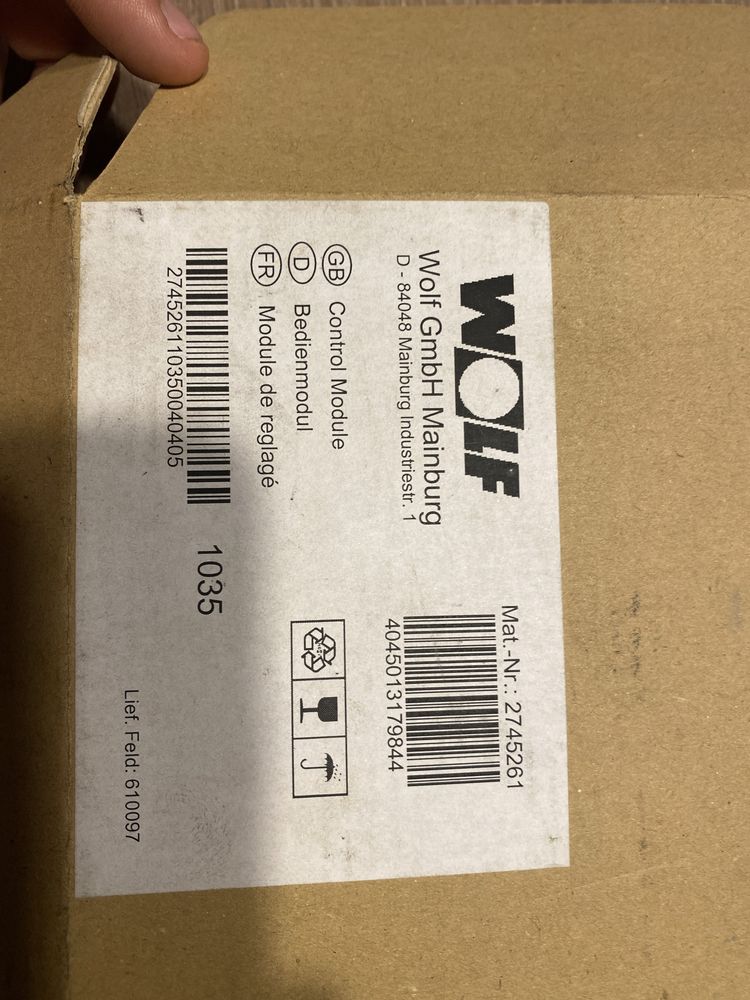 WOLF
Wolf GmbH Mainburg
D - 84048 Mainburg Industriestr. 1
Mat.-Nr.: 2745261
4045013179844
GB Control Module
D Bedienmodul
FR Module de reglagé
274526110350040405
1035
Lief. Feld: 610097